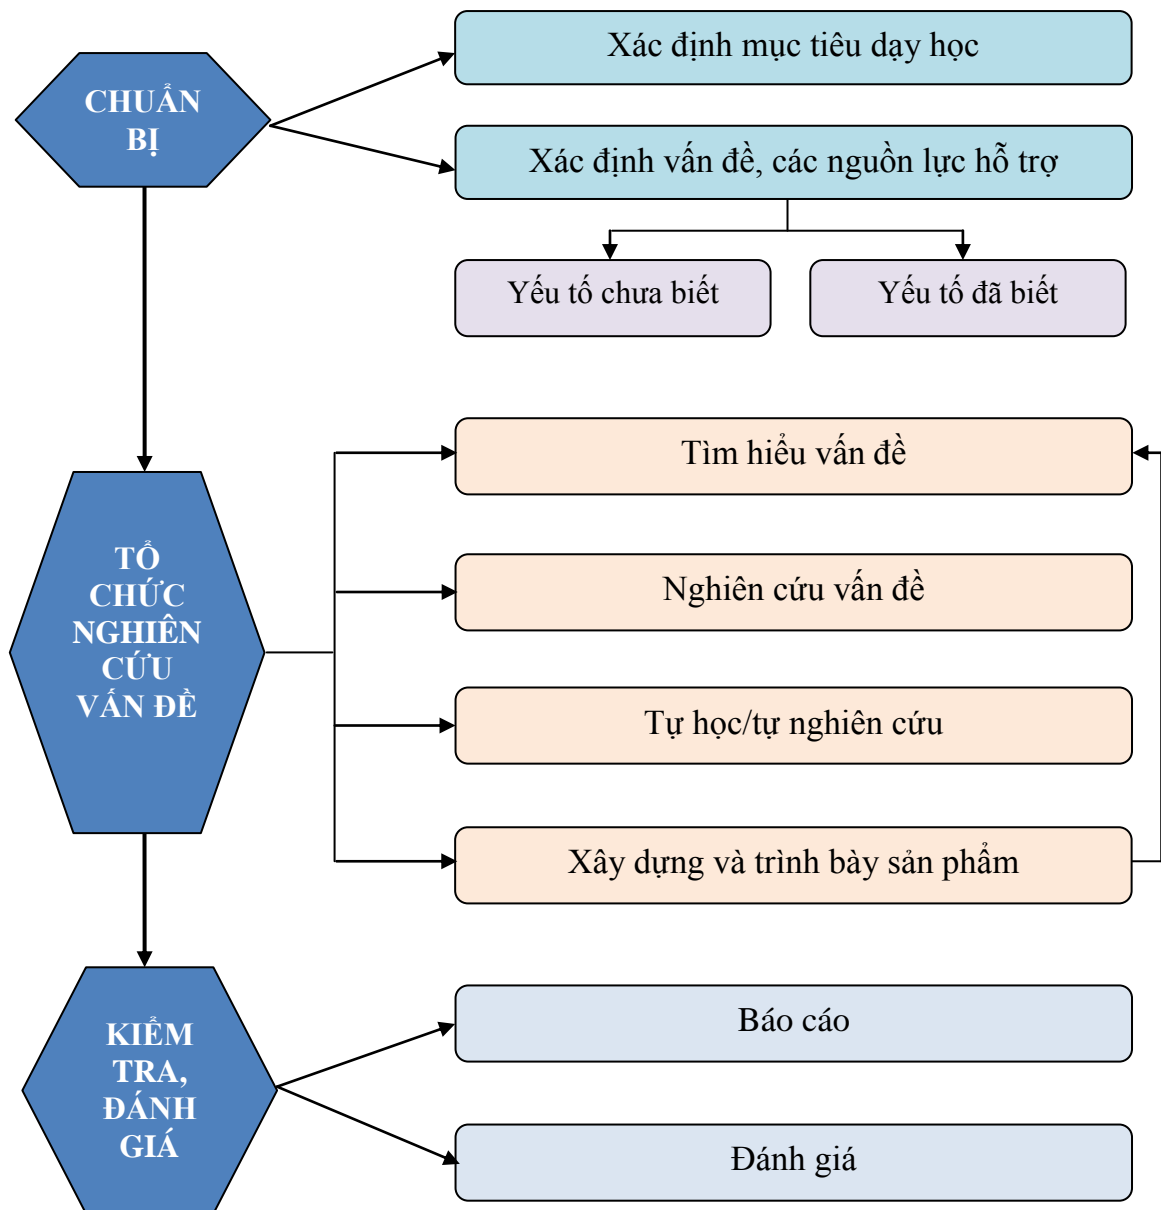 CHUẨN
BỊ
Xác định mục tiêu dạy học
Xác định vấn đề, các nguồn lực hỗ trợ
Yếu tố chưa biết
Yếu tố đã biết
TỔ
CHỨC
NGHIÊN
CỨU
VẤN ĐỀ
Tìm hiểu vấn đề
Nghiên cứu vấn đề
Tự học/tự nghiên cứu
Xây dựng và trình bày sản phẩm
KIỂM
TRA,
ĐÁNH
GIÁ
Báo cáo
Đánh giá